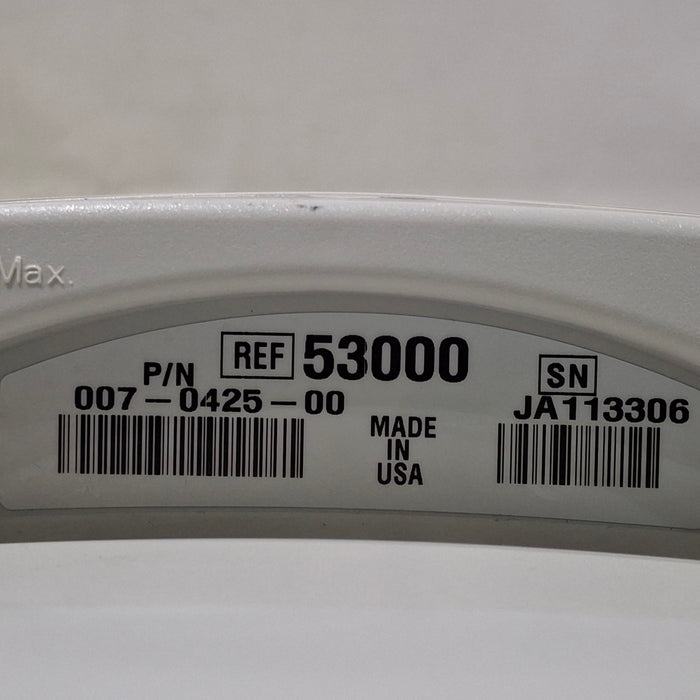 Max.
REF 53000
P/N
007-0425-00
MADE
IN
USA
SN
JA113306